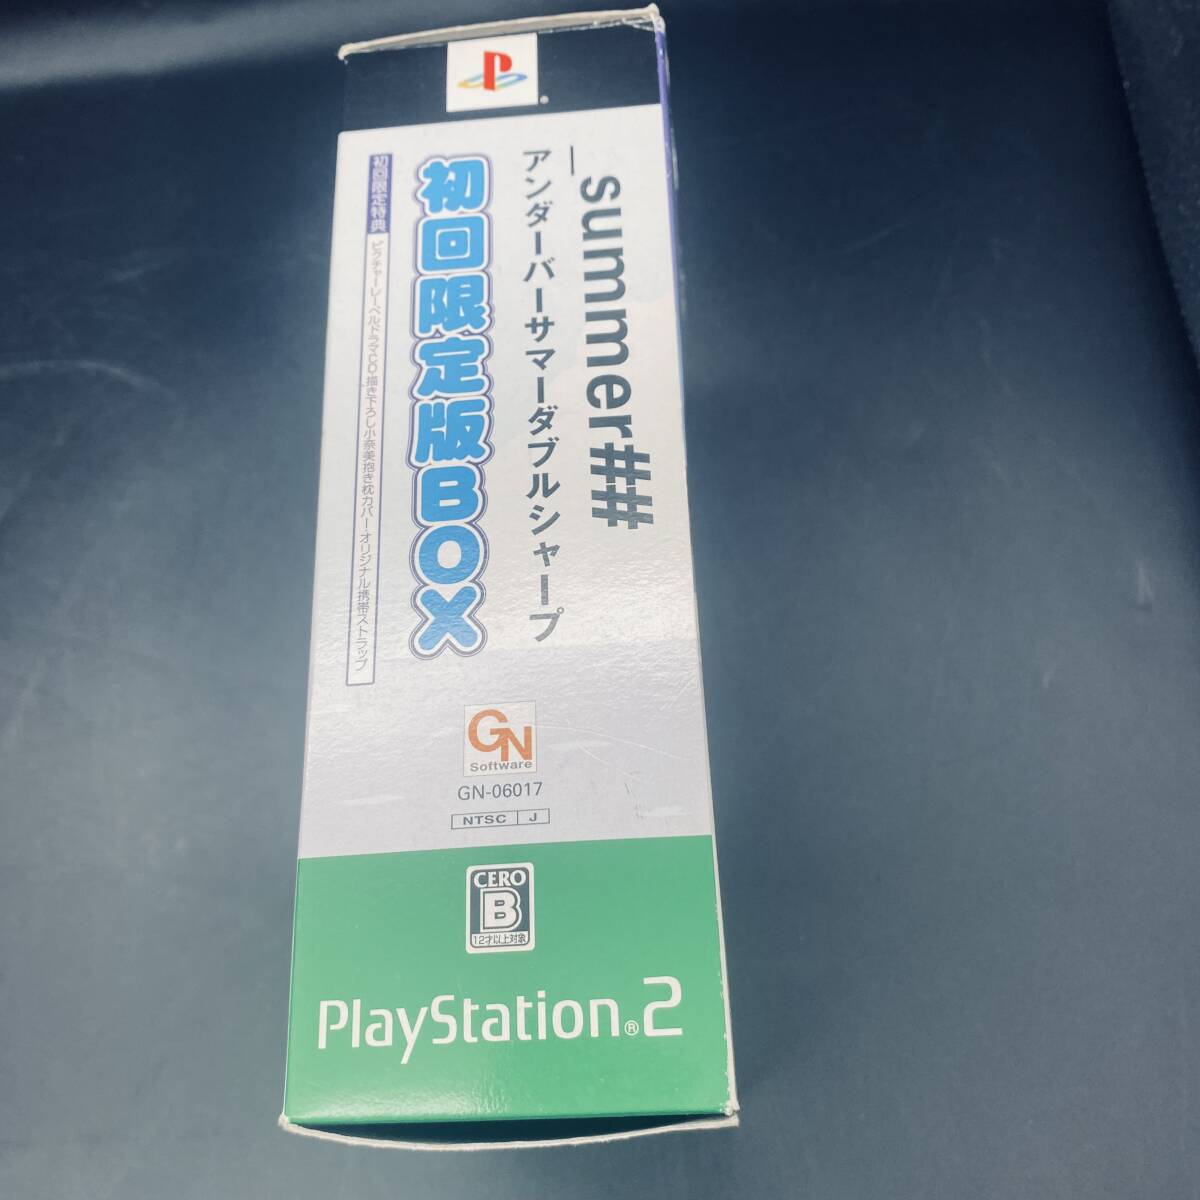 _summer##
アンダーバーサマーダブルシャープ
初回限定版BOX
初回限定特典
ピクチャーレーベルドラマCD・描き下ろし小奈美抱き枕カバー・オリジナル携帯ストラップ
GN
Software
GN-06017
NTSC J
CERO
B
12才以上対象
PlayStation®2